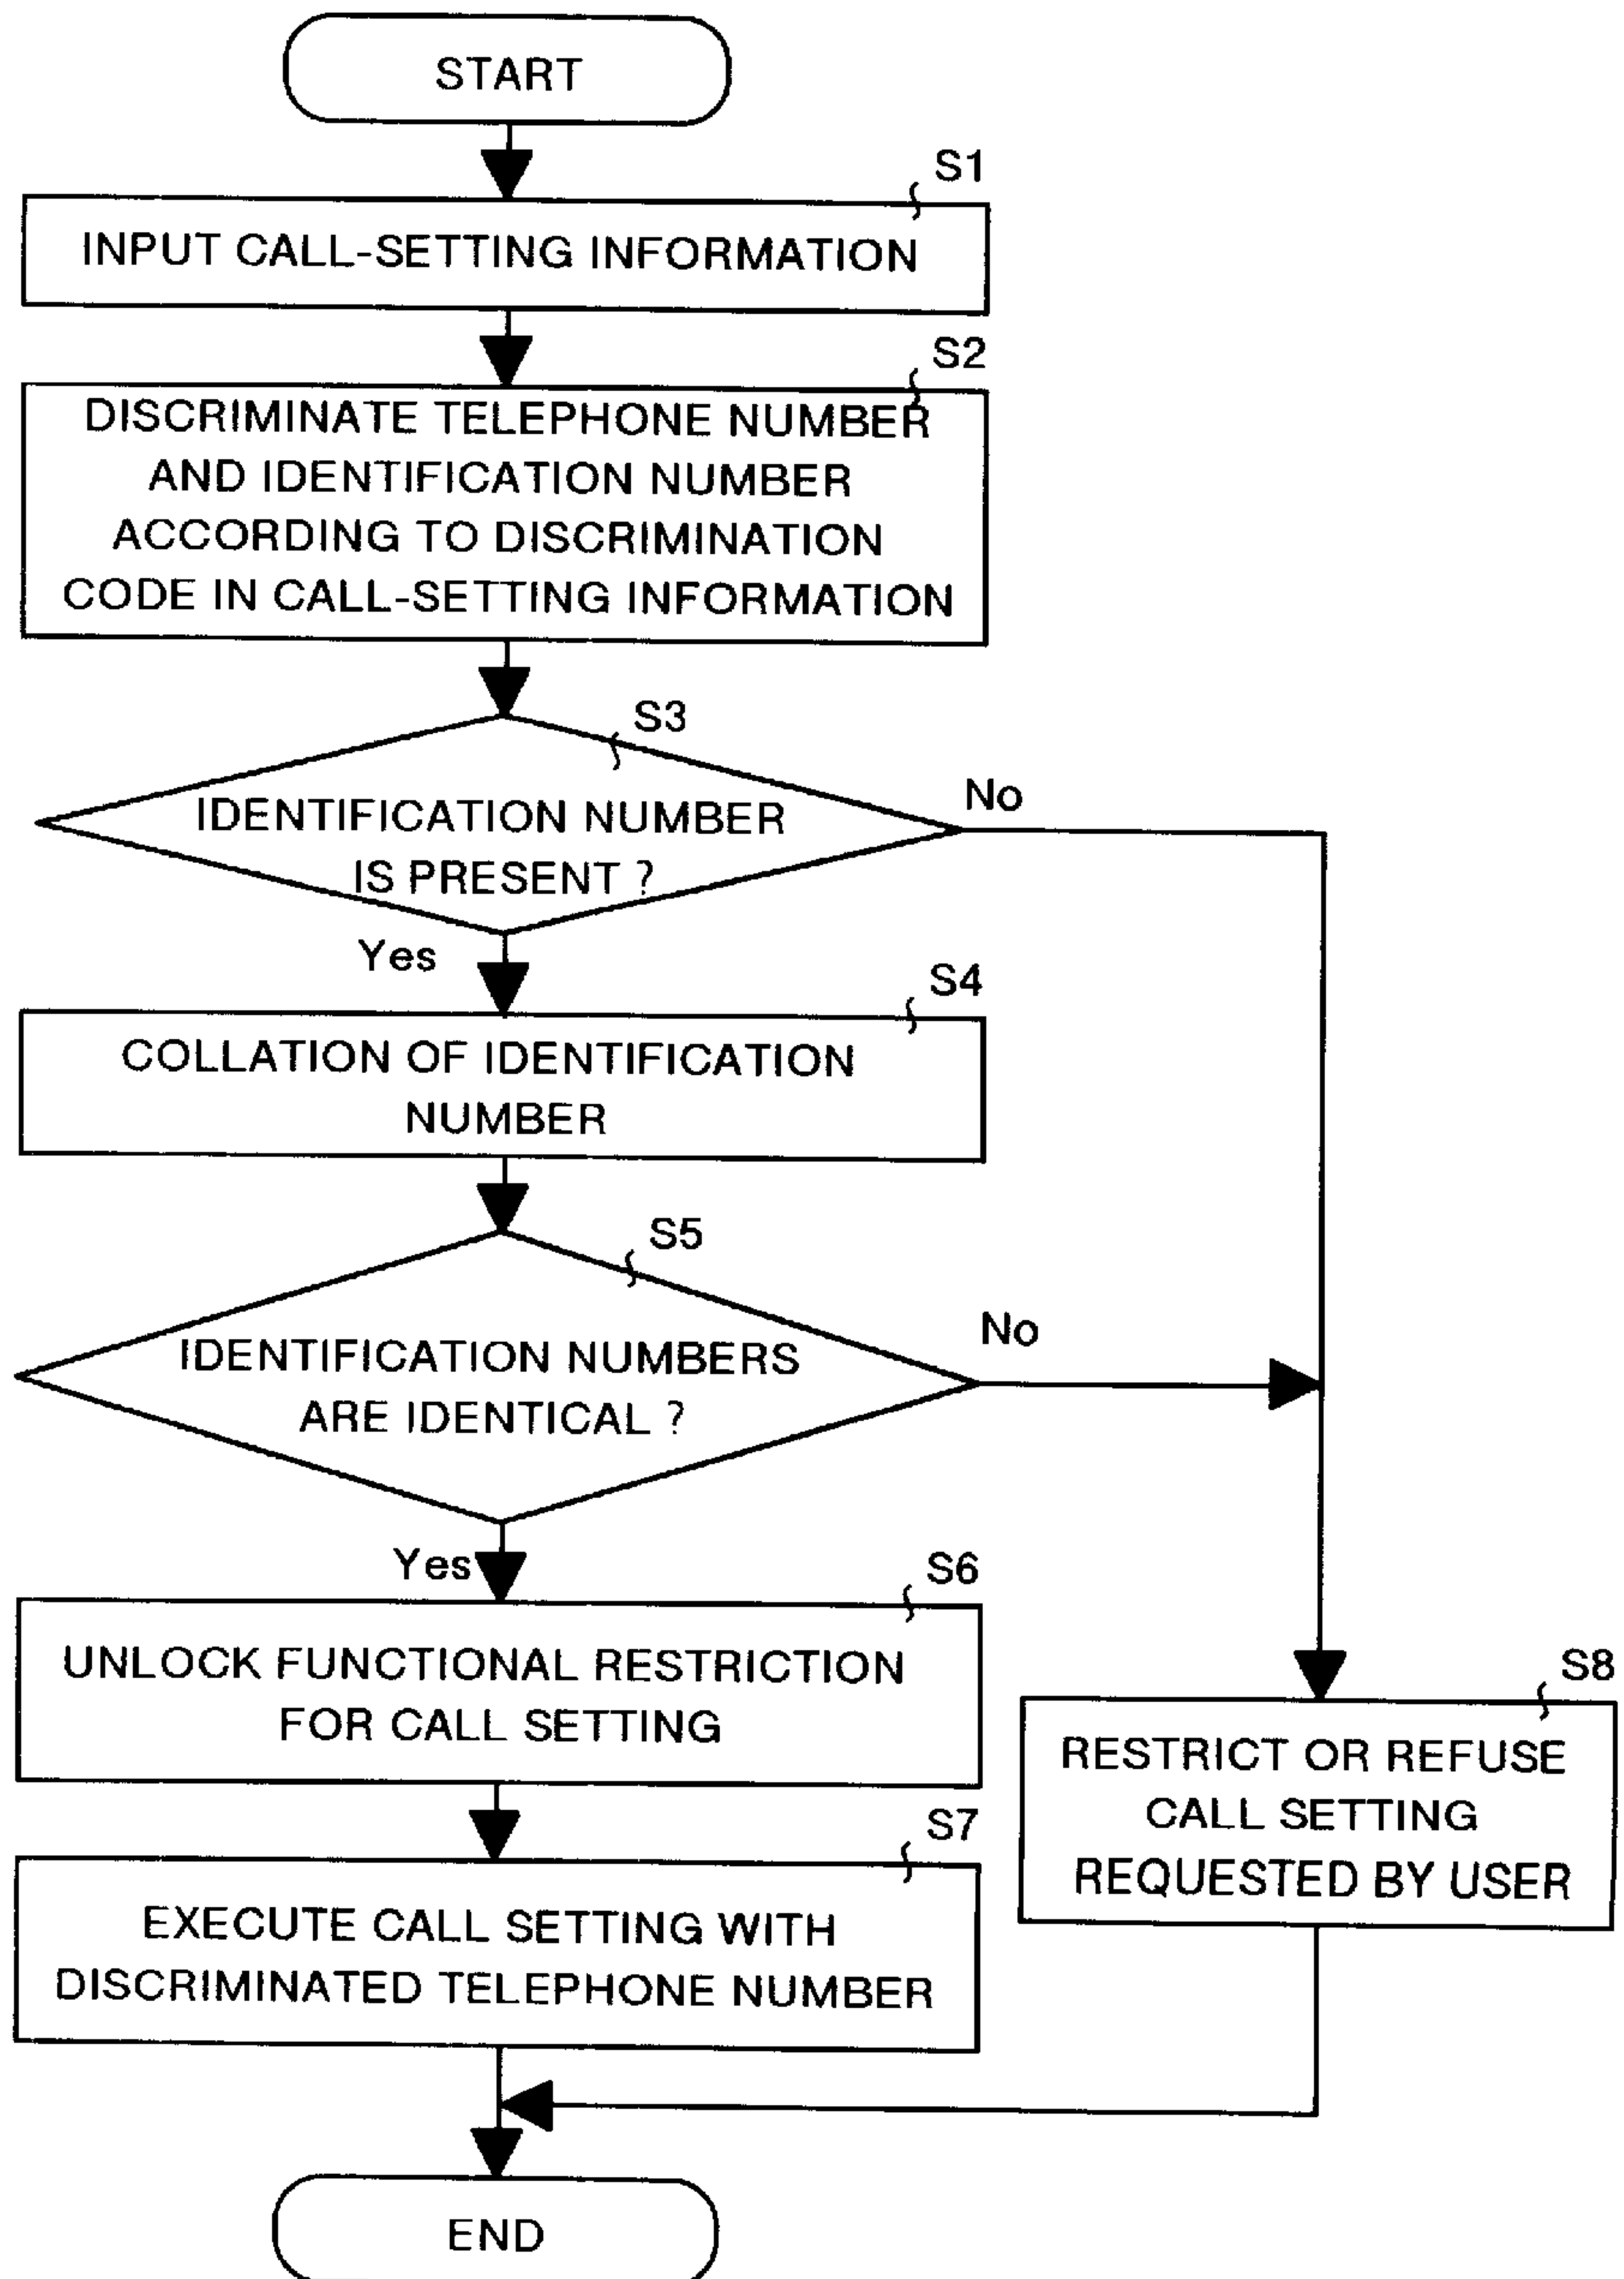 START
S1
INPUT CALL-SETTING INFORMATION
S2
DISCRIMINATE TELEPHONE NUMBER
AND IDENTIFICATION NUMBER
ACCORDING TO DISCRIMINATION
CODE IN CALL-SETTING INFORMATION
S3
IDENTIFICATION NUMBER
IS PRESENT ?
No
Yes
S4
COLLATION OF IDENTIFICATION
NUMBER
S5
IDENTIFICATION NUMBERS
ARE IDENTICAL ?
No
Yes
S6
UNLOCK FUNCTIONAL RESTRICTION
FOR CALL SETTING
S7
EXECUTE CALL SETTING WITH
DISCRIMINATED TELEPHONE NUMBER
S8
RESTRICT OR REFUSE
CALL SETTING
REQUESTED BY USER
END